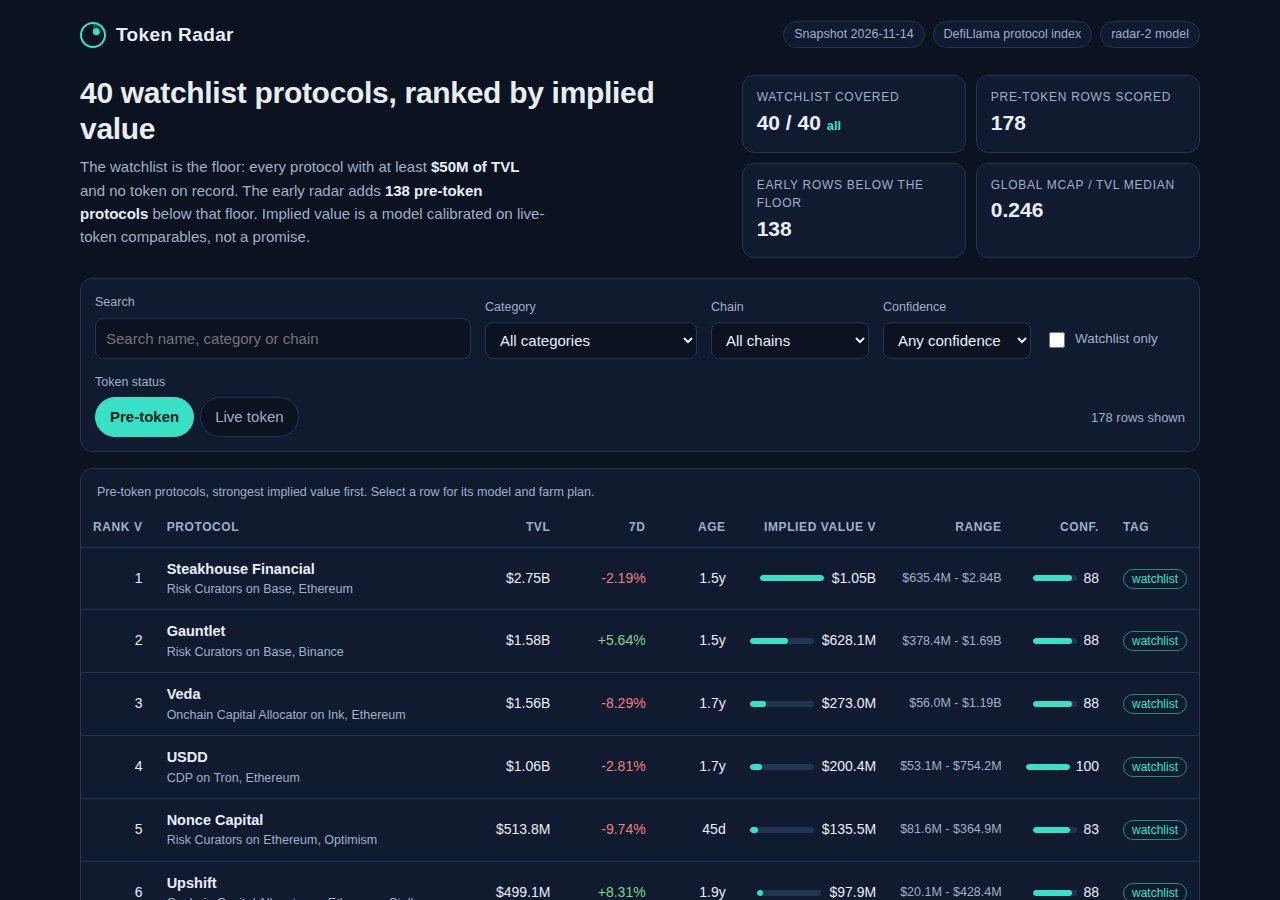 Token Radar
Snapshot 2026-11-14
DefiLlama protocol index
radar-2 model
40 watchlist protocols, ranked by implied
value
The watchlist is the floor: every protocol with at least $50M of TVL
and no token on record. The early radar adds 138 pre-token
protocols below that floor. Implied value is a model calibrated on live-
token comparables, not a promise.
WATCHLIST COVERED
40 / 40 all
PRE-TOKEN ROWS SCORED
178
EARLY ROWS BELOW THE
FLOOR
138
GLOBAL MCAP / TVL MEDIAN
0.246
Search
Search name, category or chain
Category
All categories
Chain
All chains
Confidence
Any confidence
Watchlist only
Token status
Pre-token
Live token
178 rows shown
Pre-token protocols, strongest implied value first. Select a row for its model and farm plan.
RANK V PROTOCOL TVL 7D AGE IMPLIED VALUE V RANGE CONF. TAG
1 Steakhouse Financial $2.75B -2.19% 1.5y $1.05B $635.4M - $2.84B 88 watchlist
Risk Curators on Base, Ethereum
2 Gauntlet $1.58B +5.64% 1.5y $628.1M $378.4M - $1.69B 88 watchlist
Risk Curators on Base, Binance
3 Veda $1.56B -8.29% 1.7y $273.0M $56.0M - $1.19B 88 watchlist
Onchain Capital Allocator on Ink, Ethereum
4 USDD $1.06B -2.81% 1.7y $200.4M $53.1M - $754.2M 100 watchlist
CDP on Tron, Ethereum
5 Nonce Capital $513.8M -9.74% 45d $135.5M $81.6M - $364.9M 83 watchlist
Risk Curators on Ethereum, Optimism
6 Upshift $499.1M +8.31% 1.9y $97.9M $20.1M - $428.4M 88 watchlist